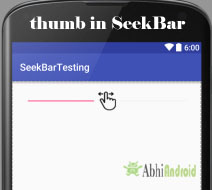 thumb in SeekBar
6:00
SeekBarTesting
AbhiAndroid